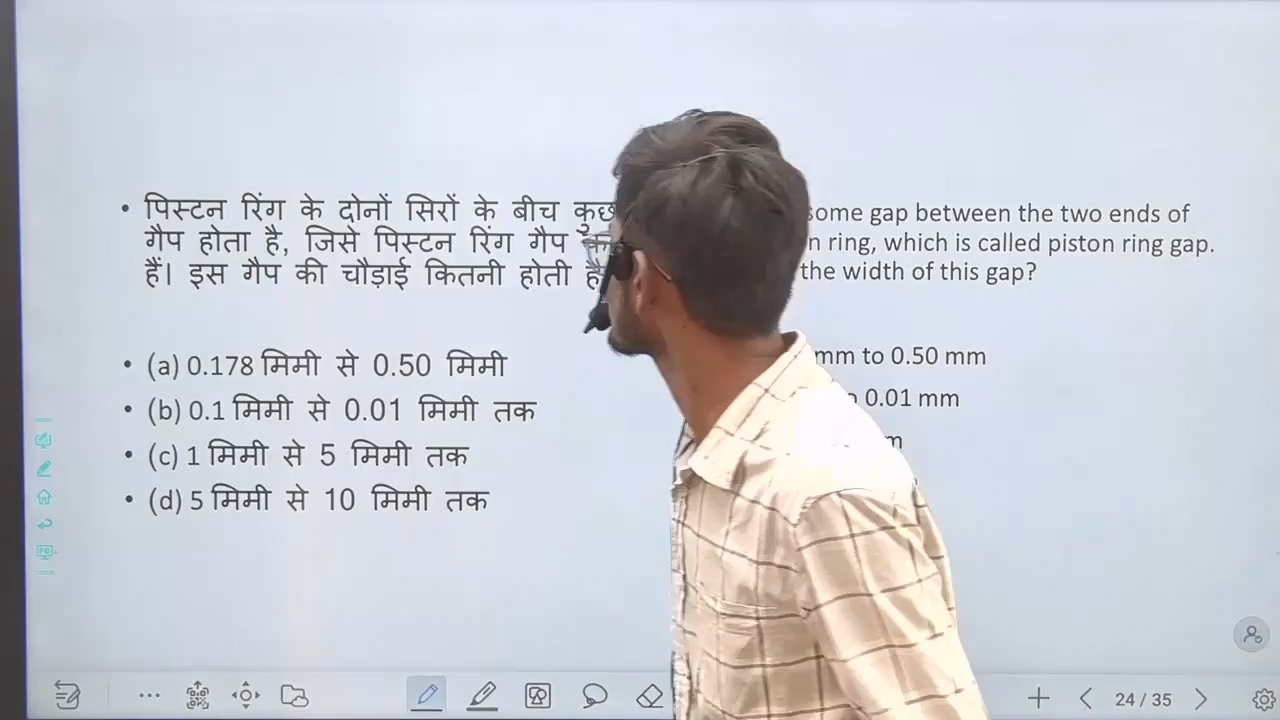 • पिस्टन रिंग के दोनों सिरों के बीच कुछ
गैप होता है, जिसे पिस्टन रिंग गैप
हैं। इस गैप की चौड़ाई कितनी होती
• (a) 0.178 मिमी से 0.50 मिमी
• (b) 0.1 मिमी से 0.01 मिमी तक
• (c) 1 मिमी से 5 मिमी तक
• (d) 5 मिमी से 10 मिमी तक
some gap between the two ends of
ring, which is called piston ring gap.
the width of this gap?
mm to 0.50 mm
0.01 mm
24 / 35